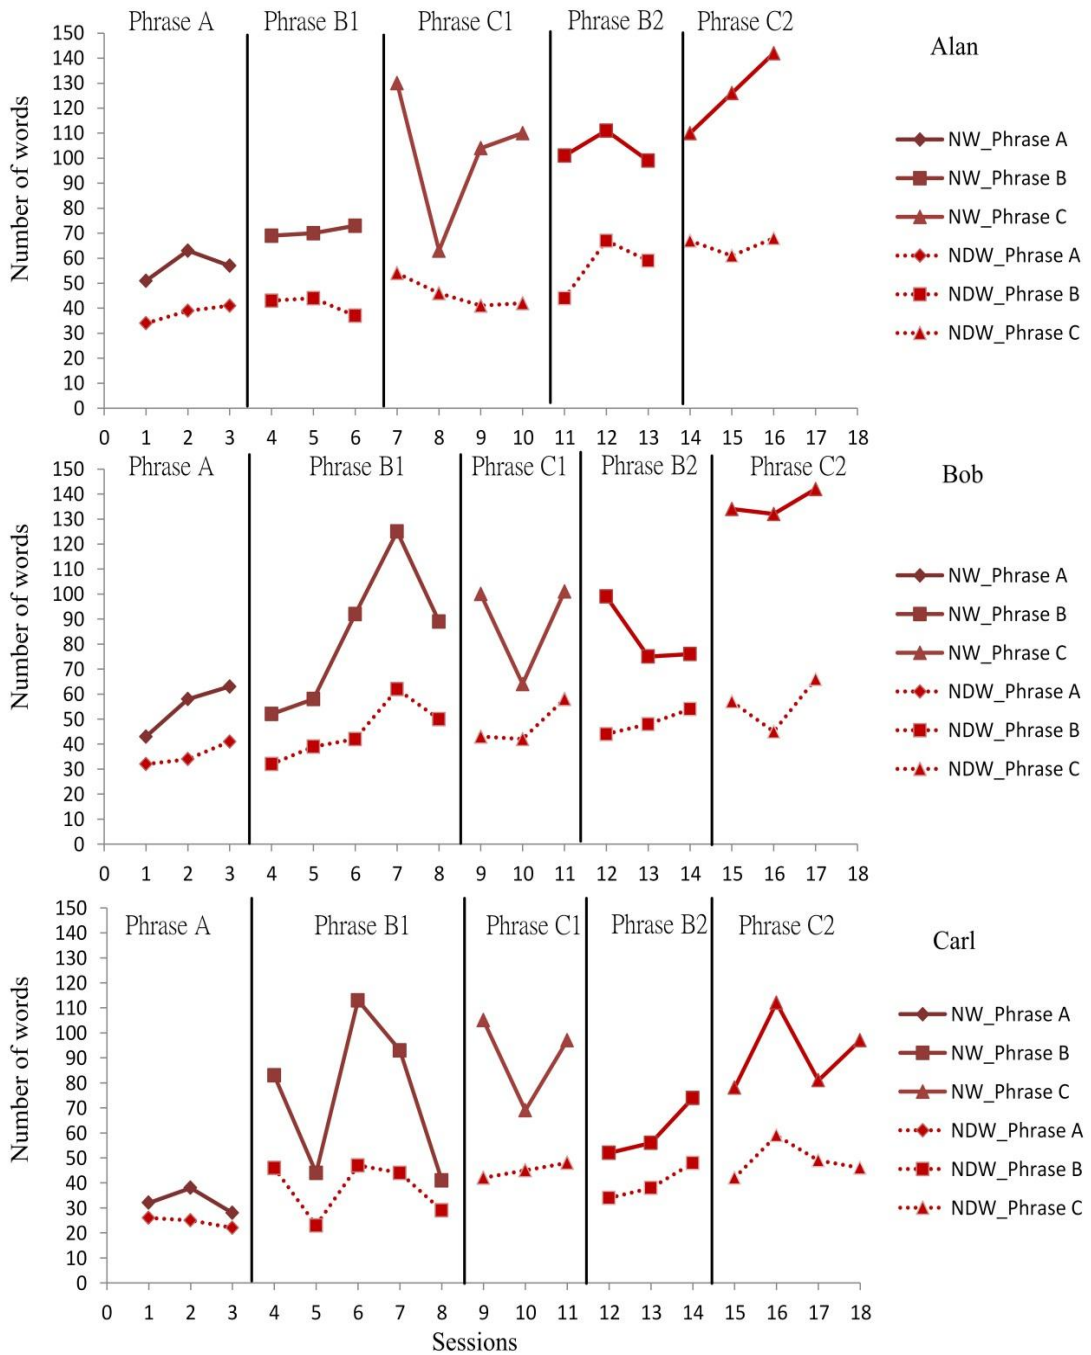 Phrase A Phrase B1 Phrase C1 Phrase B2 Phrase C2
Alan
Number of words
150
140
130
120
110
100
90
80
70
60
50
40
30
20
10
0
0 1 2 3 4 5 6 7 8 9 10 11 12 13 14 15 16 17 18
NW_Phrase A
NW_Phrase B
NW_Phrase C
NDW_Phrase A
NDW_Phrase B
NDW_Phrase C
Phrase A Phrase B1 Phrase C1 Phrase B2 Phrase C2
Bob
Number of words
150
140
130
120
110
100
90
80
70
60
50
40
30
20
10
0
0 1 2 3 4 5 6 7 8 9 10 11 12 13 14 15 16 17 18
NW_Phrase A
NW_Phrase B
NW_Phrase C
NDW_Phrase A
NDW_Phrase B
NDW_Phrase C
Phrase A Phrase B1 Phrase C1 Phrase B2 Phrase C2
Carl
Number of words
150
140
130
120
110
100
90
80
70
60
50
40
30
20
10
0
1 2 3 4 5 6 7 8 9 10 11 12 13 14 15 16 17 18
Sessions
NW_Phrase A
NW_Phrase B
NW_Phrase C
NDW_Phrase A
NDW_Phrase B
NDW_Phrase C